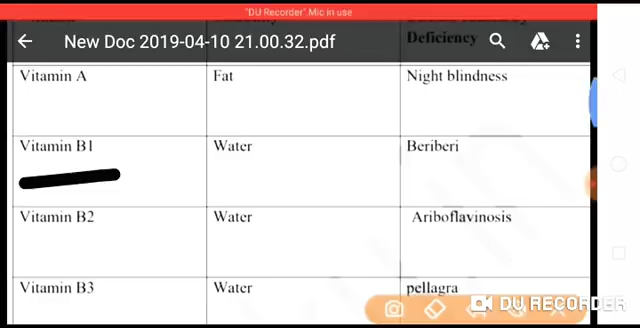 "DU Recorder" Mic in use
New Doc 2019-04-10 21.00.32.pdf
Deficiency
Vitamin A Fat Night blindness
Vitamin B1 Water Beriberi
Vitamin B2 Water Ariboflavinosis
Vitamin B3 Water pellagra
DU RECORDER